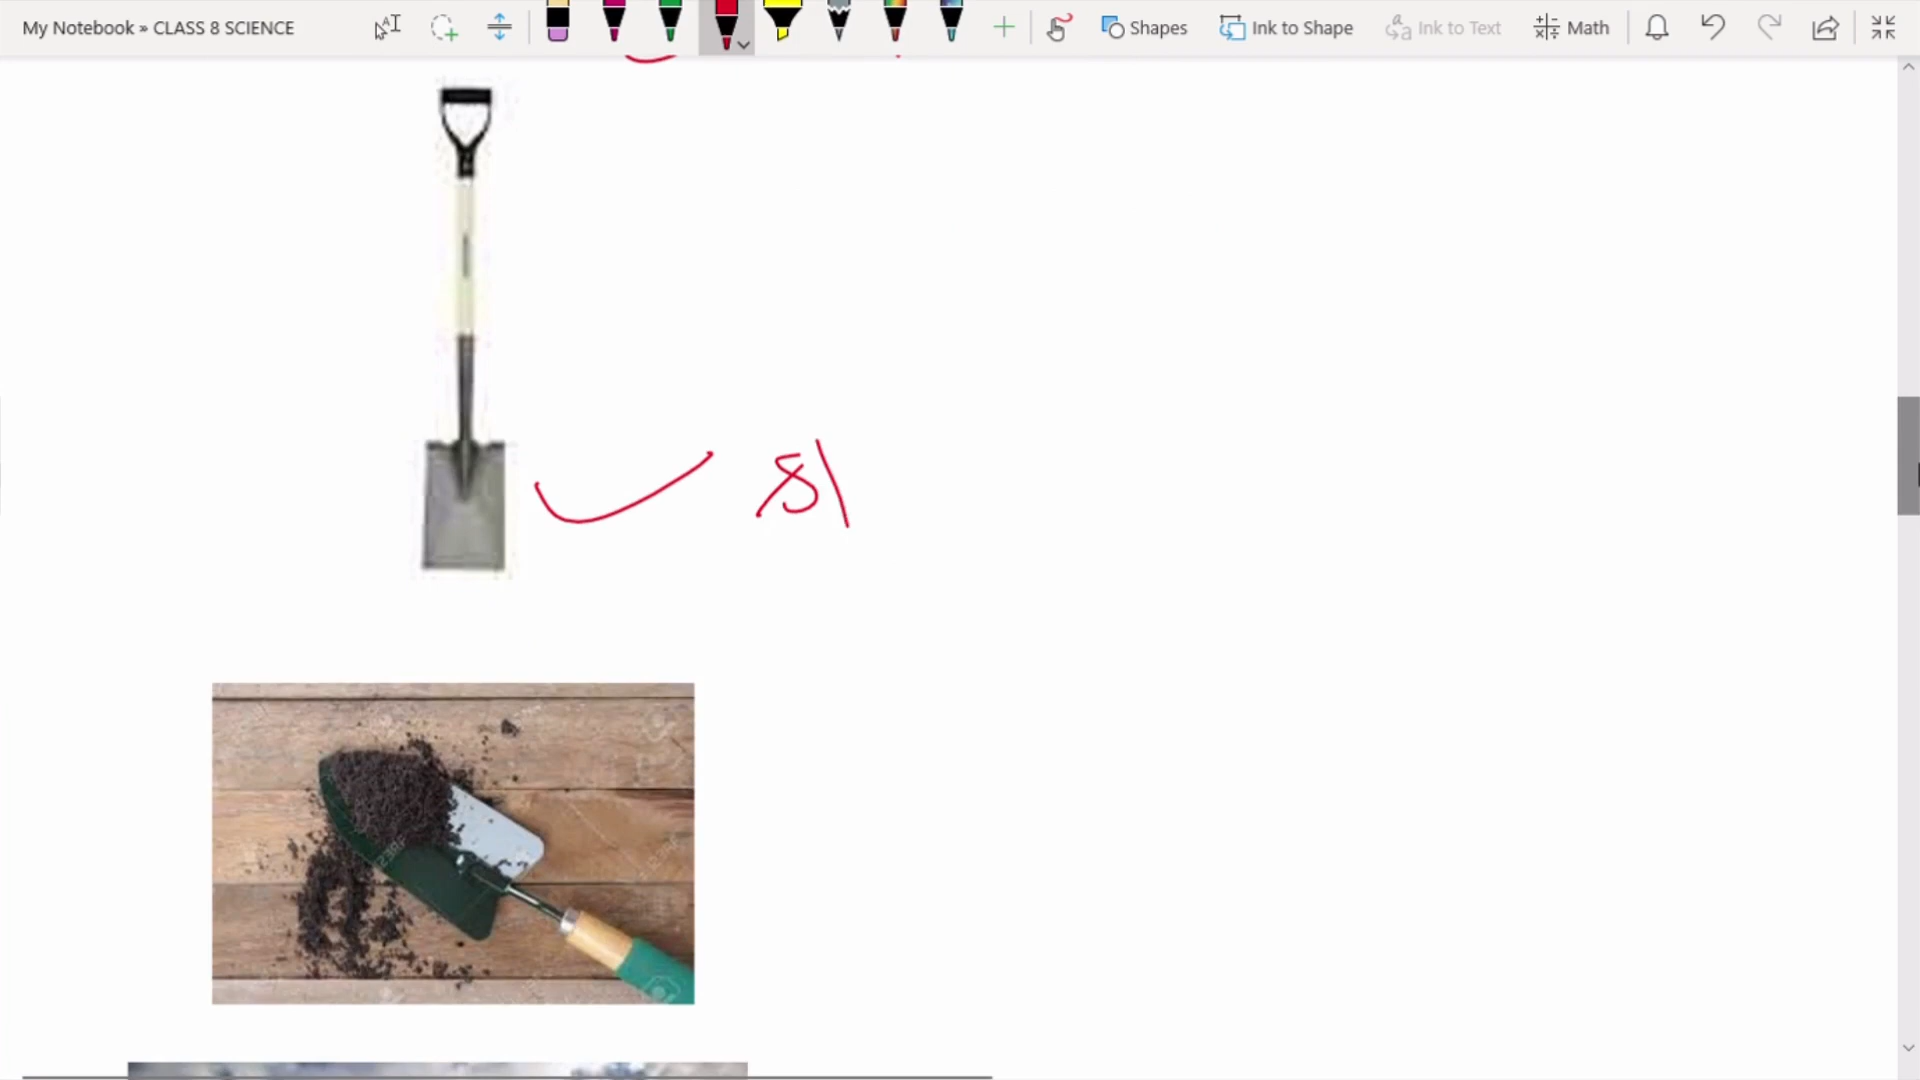 My Notebook » CLASS 8 SCIENCE
Shapes
Ink to Shape
Ink to Text
Math